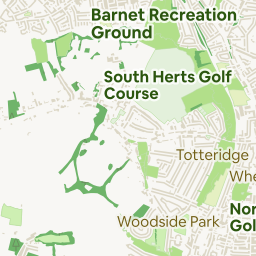 Barnet Recreation
Ground
South Herts Golf
Course
Totteridge
Whe
Nor
Gol
Woodside Park